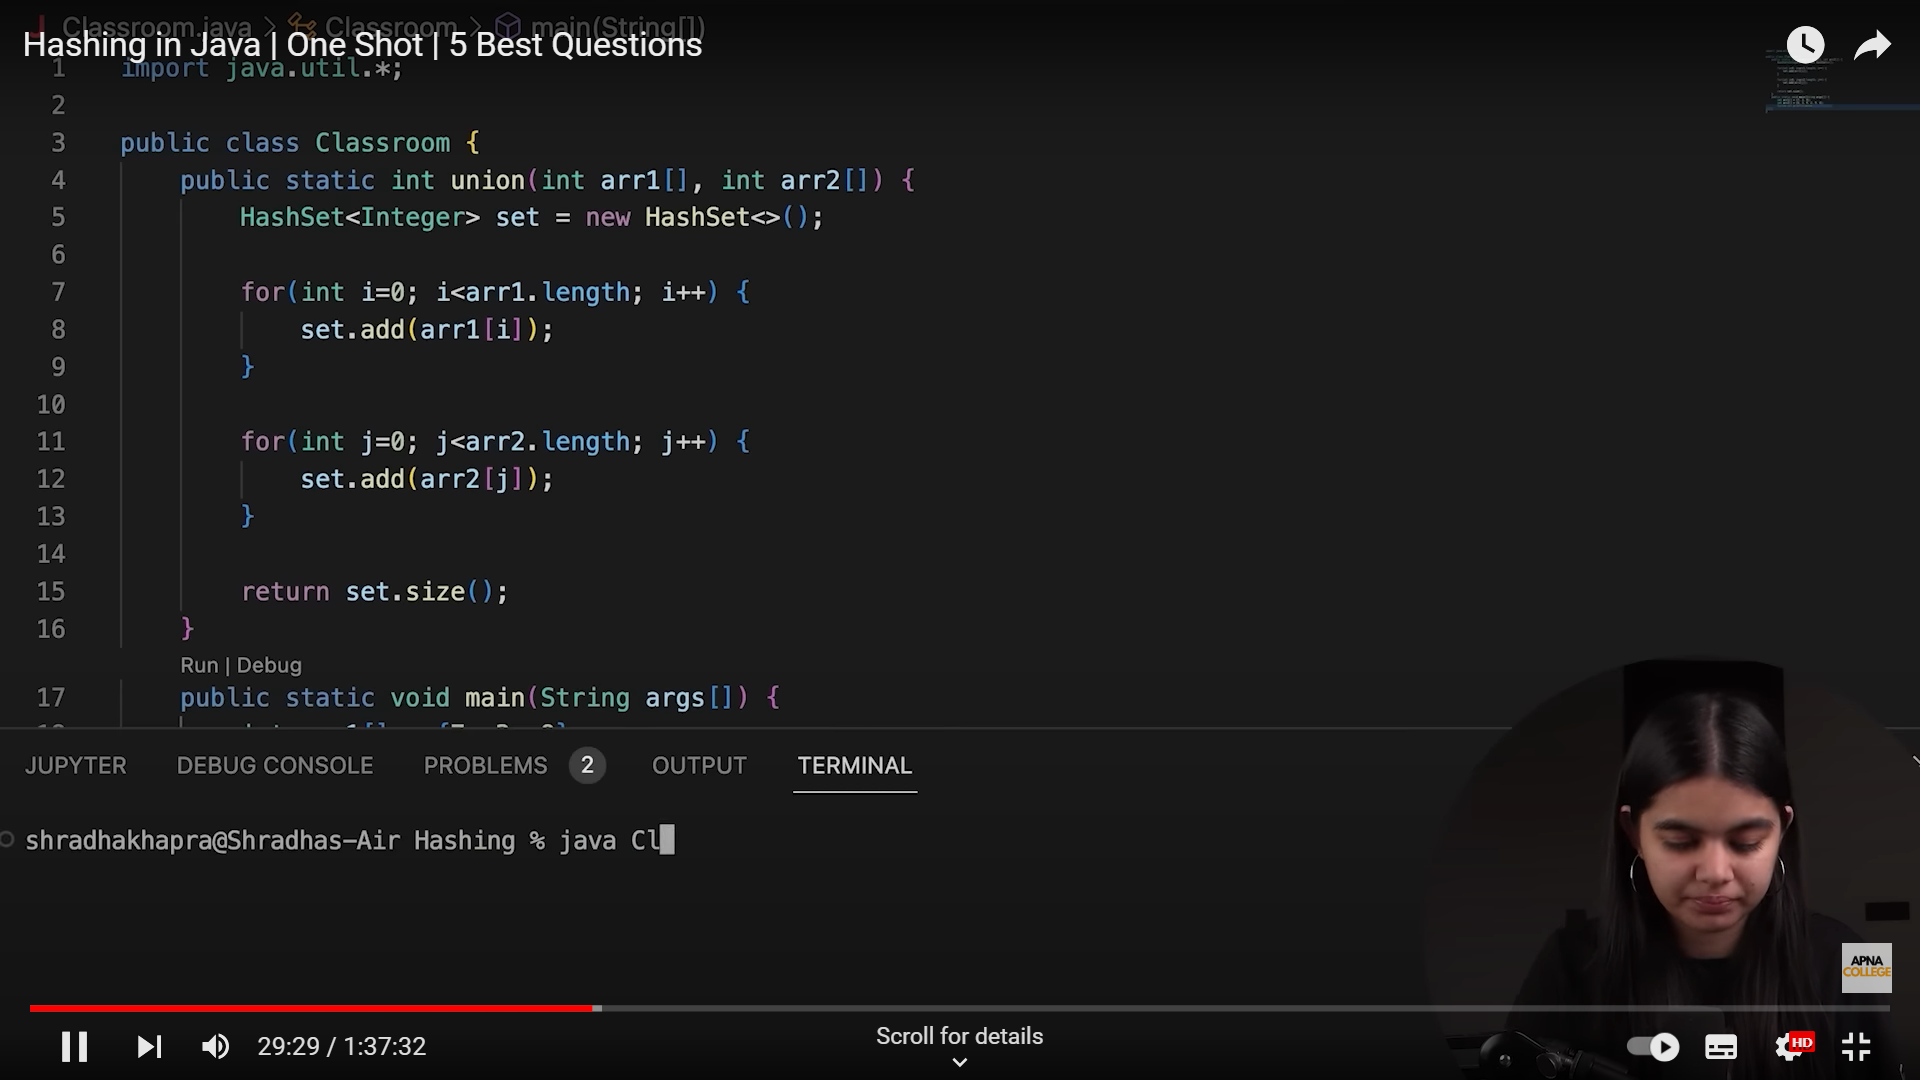 Classroom.java > Classroom > main(String[])
Hashing in Java | One Shot | 5 Best Questions
1 import java.util.*;
2
3 public class Classroom {
4 public static int union(int arr1[], int arr2[]) {
5 HashSet<Integer> set = new HashSet<>();
6
7 for(int i=0; i<arr1.length; i++) {
8 set.add(arr1[i]);
9 }
10
11 for(int j=0; j<arr2.length; j++) {
12 set.add(arr2[j]);
13 }
14
15 return set.size();
16 }
Run | Debug
17 public static void main(String args[]) {
JUPYTER DEBUG CONSOLE PROBLEMS 2 OUTPUT TERMINAL
shradhakhapra@Shradhas-Air Hashing % java Cl
APNA
COLLEGE
29:29 / 1:37:32
Scroll for details
HD